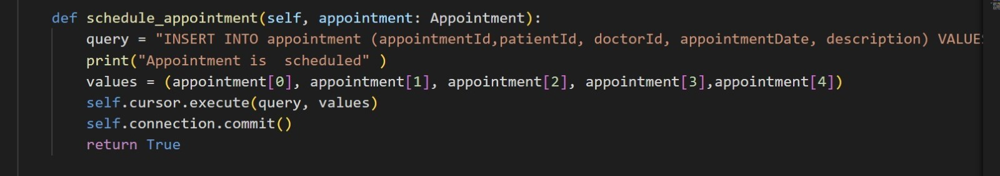 def schedule_appointment(self, appointment: Appointment):
query = "INSERT INTO appointment (appointmentId,patientId, doctorId, appointmentDate, description) VALUE
print("Appointment is  scheduled" )
values = (appointment[0], appointment[1], appointment[2], appointment[3],appointment[4])
self.cursor.execute(query, values)
self.connection.commit()
return True